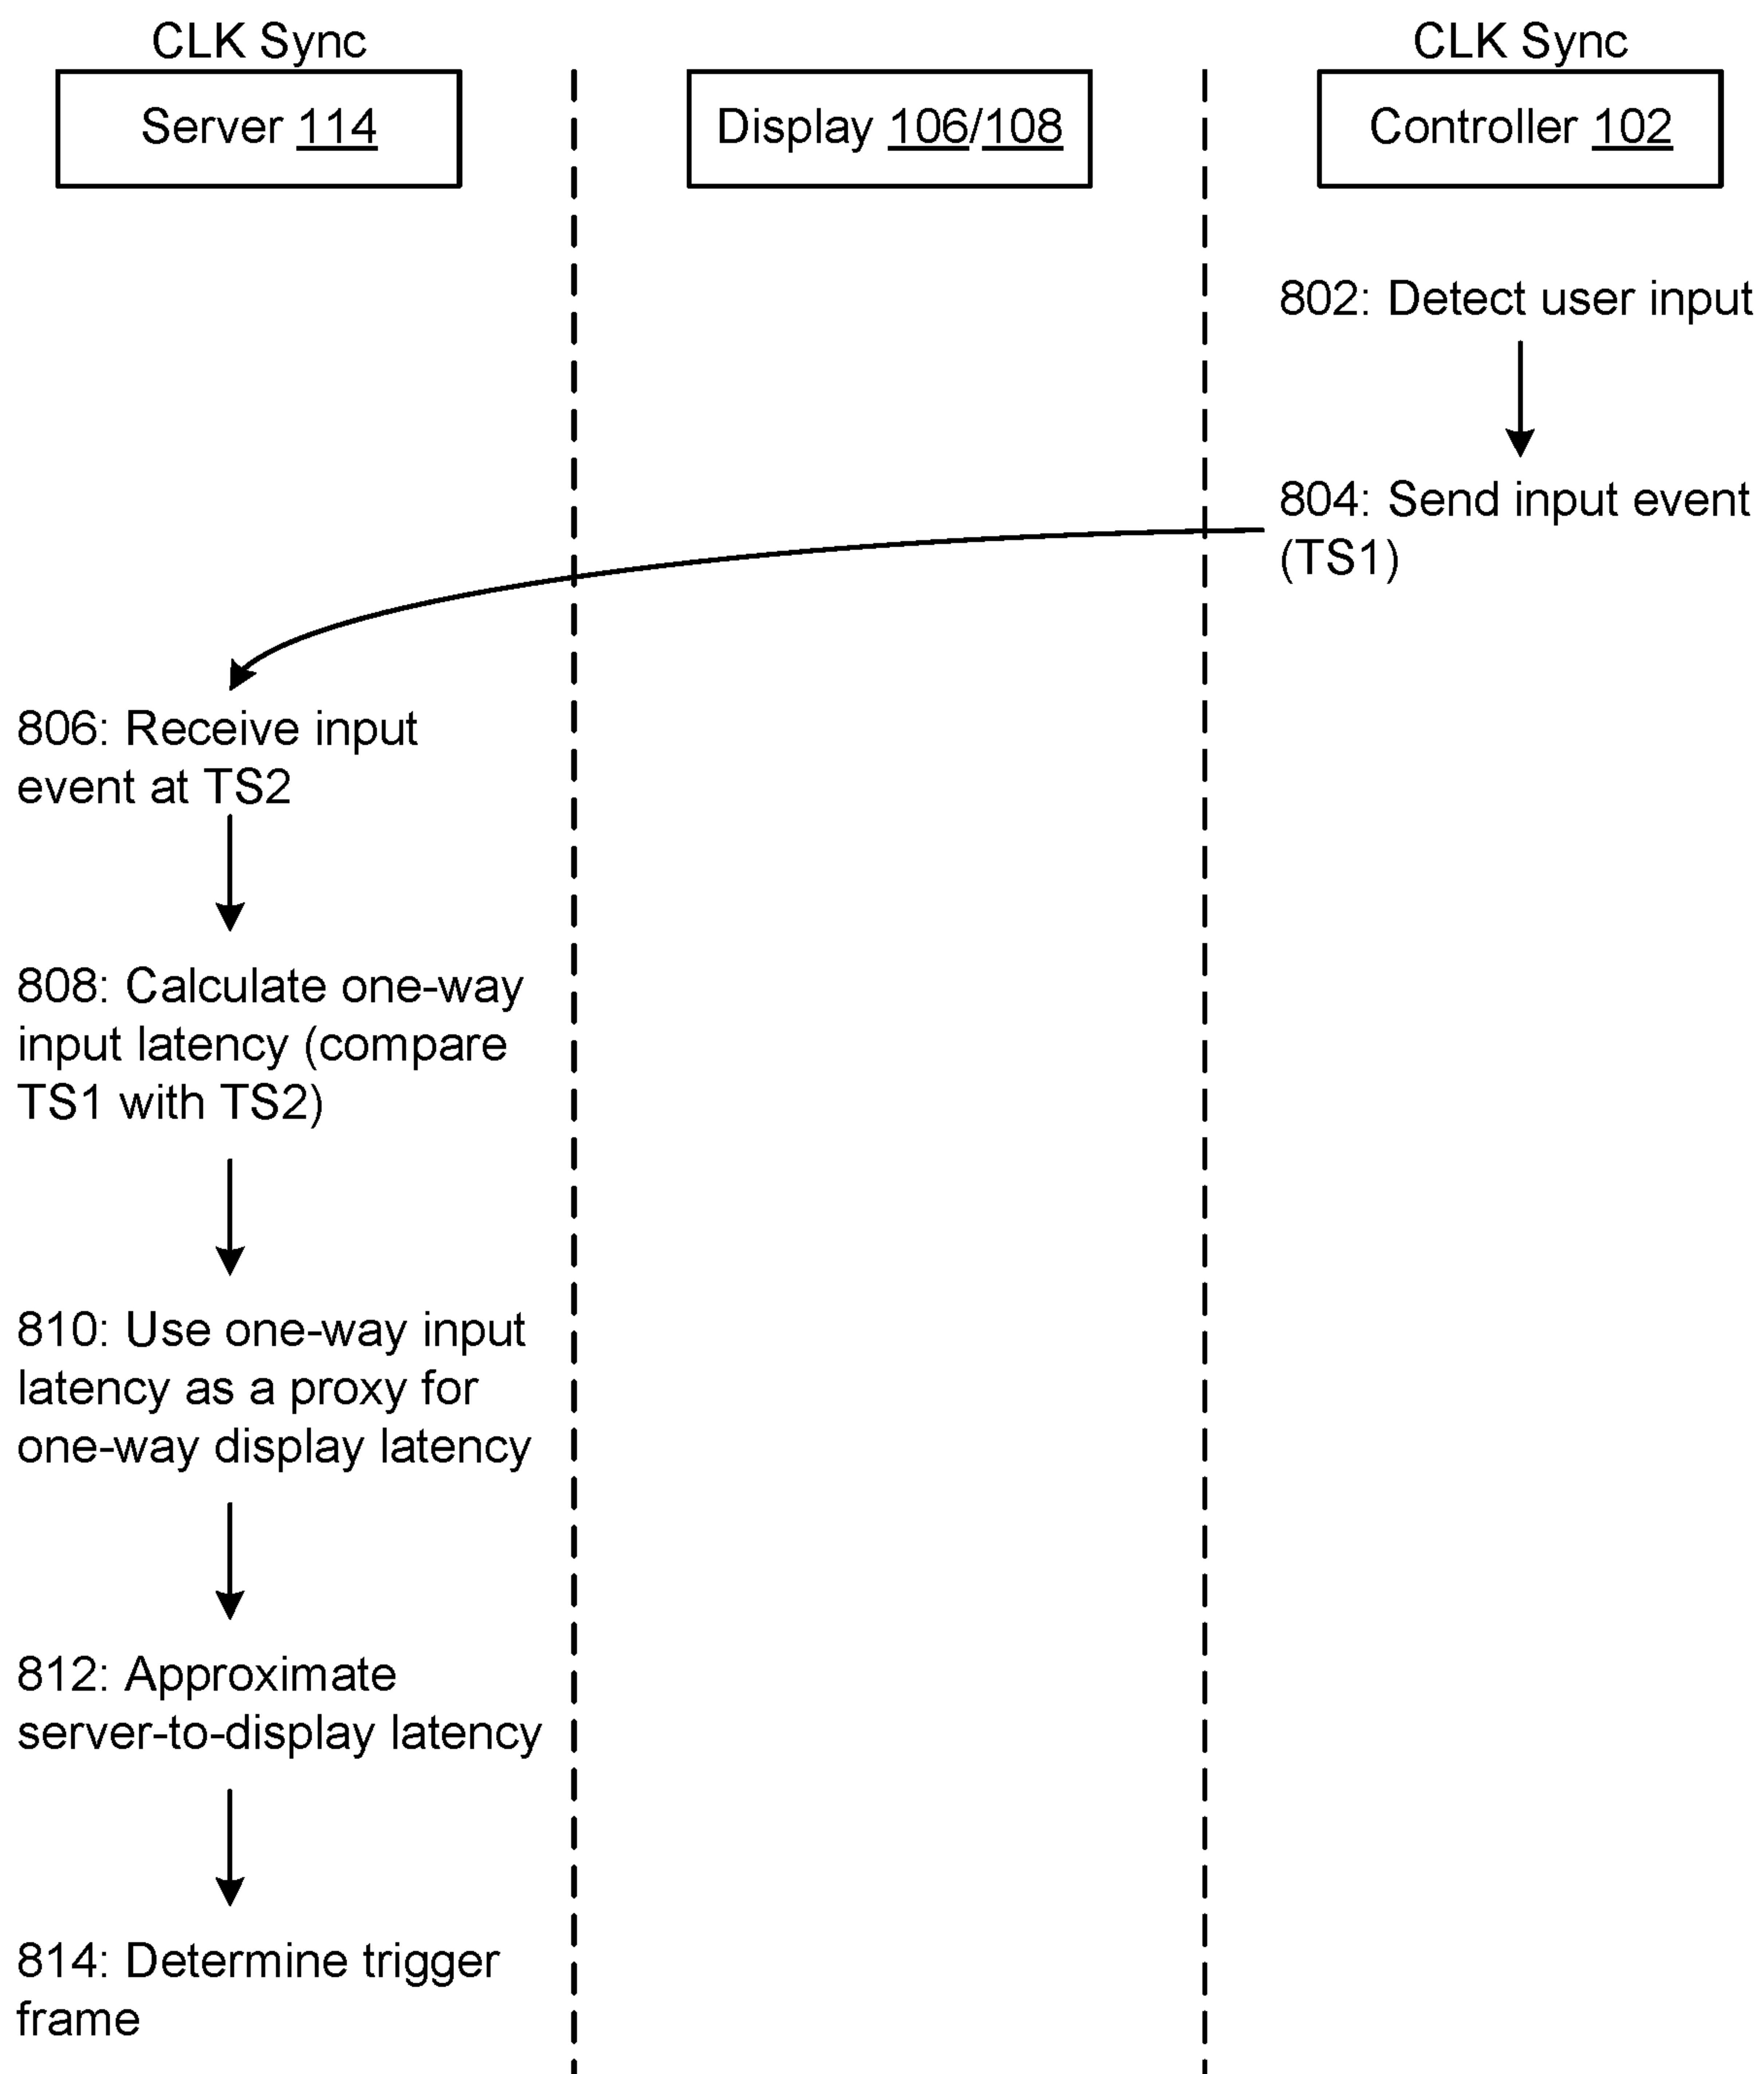 CLK Sync
CLK Sync
Server 114
Display 106/108
Controller 102
802: Detect user input
804: Send input event
(TS1)
806: Receive input
event at TS2
808: Calculate one-way
input latency (compare
TS1 with TS2)
810: Use one-way input
latency as a proxy for
one-way display latency
812: Approximate
server-to-display latency
814: Determine trigger
frame